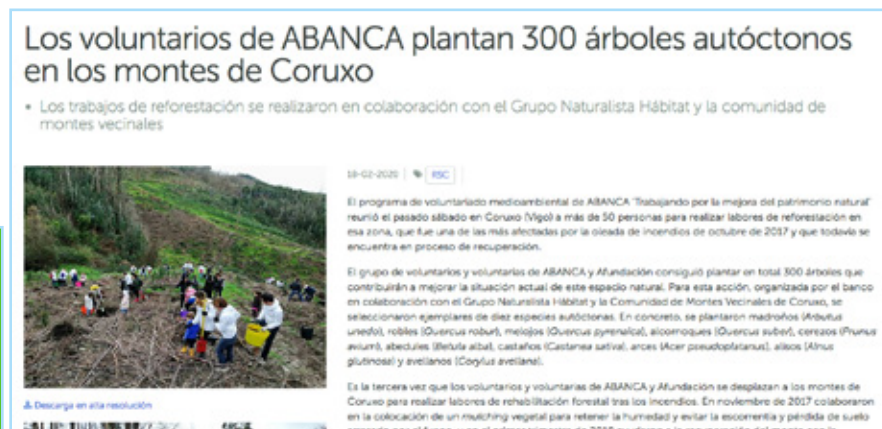 Los voluntarios de ABANCA plantan 300 árboles autóctonos
en los montes de Coruxo
• Los trabajos de reforestación se realizaron en colaboración con el Grupo Naturalista Hábitat y la comunidad de
montes vecinales
18-02-2020
RSC
El programa de voluntariado medioambiental de ABANCA 'Trabajando por la mejora del patrimonio natural'
reunió el pasado sábado en Coruxo (Vigo) a más de 50 personas para realizar labores de reforestación en
esa zona, que fue una de las más afectadas por la oleada de incendios de octubre de 2017 y que todavía se
encuentra en proceso de recuperación.
El grupo de voluntarios y voluntarias de ABANCA y Afundación consiguió plantar en total 300 árboles que
contribuirán a mejorar la situación actual de este espacio natural. Para esta acción, organizada por el banco
en colaboración con el Grupo Naturalista Hábitat y la Comunidad de Montes Vecinales de Coruxo, se
seleccionaron ejemplares de diez especies autóctonas. En concreto, se plantaron madroños (Arbutus
unedo), robles (Quercus robur), melojos (Quercus pyrenaica), alcornoques (Quercus suber), cerezos (Prunus
avium), abedules (Betula alba), castaños (Castanea sativa), arces (Acer pseudoplatanus), alisos (Alnus
glutinosa) y avellanos (Corylus avellana).
Es la tercera vez que los voluntarios y voluntarias de ABANCA y Afundación se desplazan a los montes de
Coruxo para realizar labores de rehabilitación forestal tras los incendios. En noviembre de 2017 colaboraron
en la colocación de un mulching vegetal para retener la humedad y evitar la escorrentía y pérdida de suelo
Descarga en alta resolución